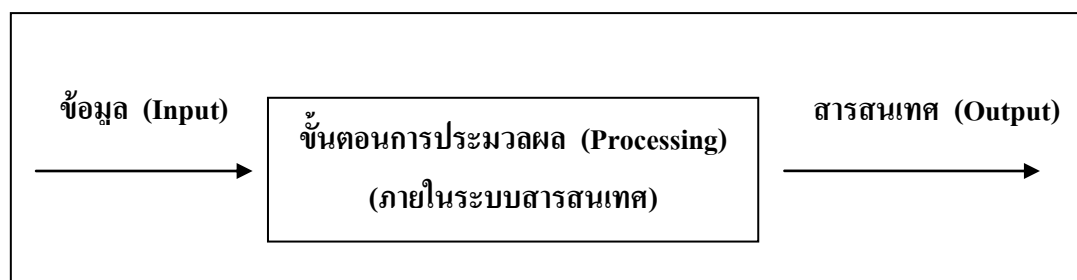 ข้อมูล (Input)
ขั้นตอนการประมวลผล (Processing)
(ภายในระบบสารสนเทศ)
สารสนเทศ (Output)